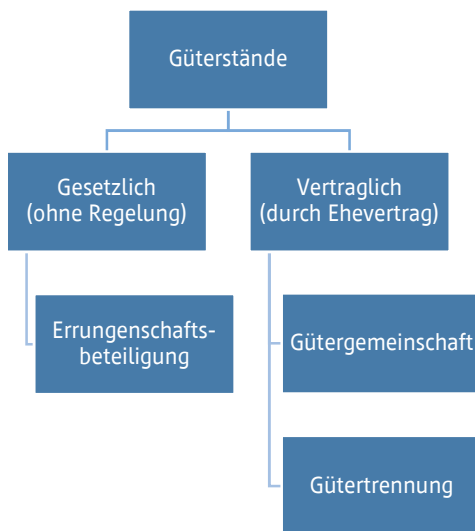 Güterstände
Gesetzlich
(ohne Regelung)
Vertraglich
(durch Ehevertrag)
Errungenschafts-
beteiligung
Gütergemeinschaft
Gütertrennung